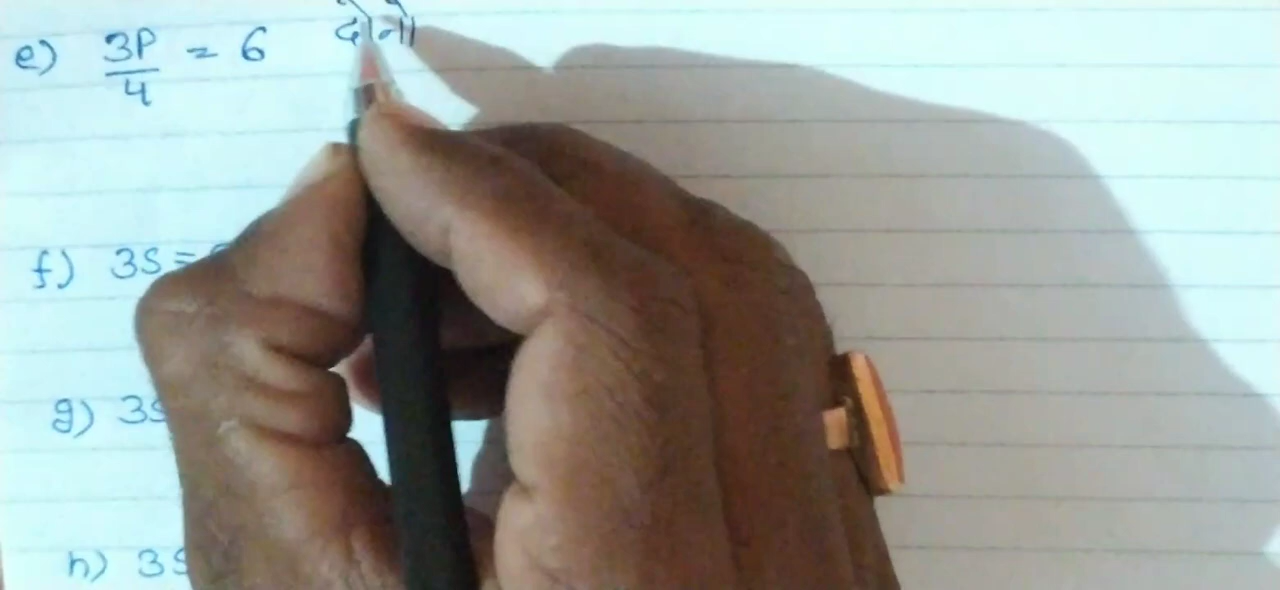 e) 3P/4 = 6 दोनों
f) 3S =
g) 3S
h) 3S